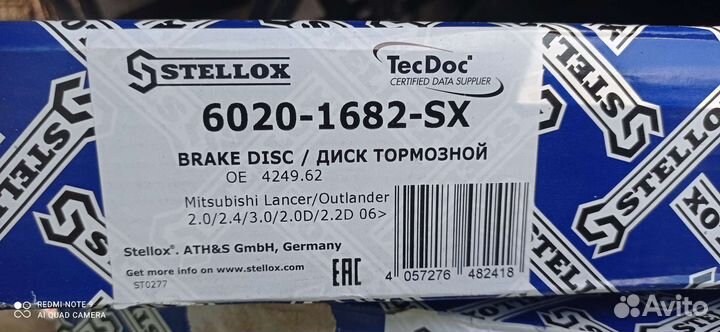 STELLOX
TecDoc®
CERTIFIED DATA SUPPLIER
6020-1682-SX
BRAKE DISC / ДИСК ТОРМОЗНОЙ
OE 4249.62
Mitsubishi Lancer/Outlander
2.0/2.4/3.0/2.0D/2.2D 06>
Stellox®. ATH&S GmbH, Germany
Get more info on www.stellox.com
ST0277
EAC
4 057276 482418
STELLOX
STELLOX
REDMI NOTE 9
AI QUAD CAMERA
Avito